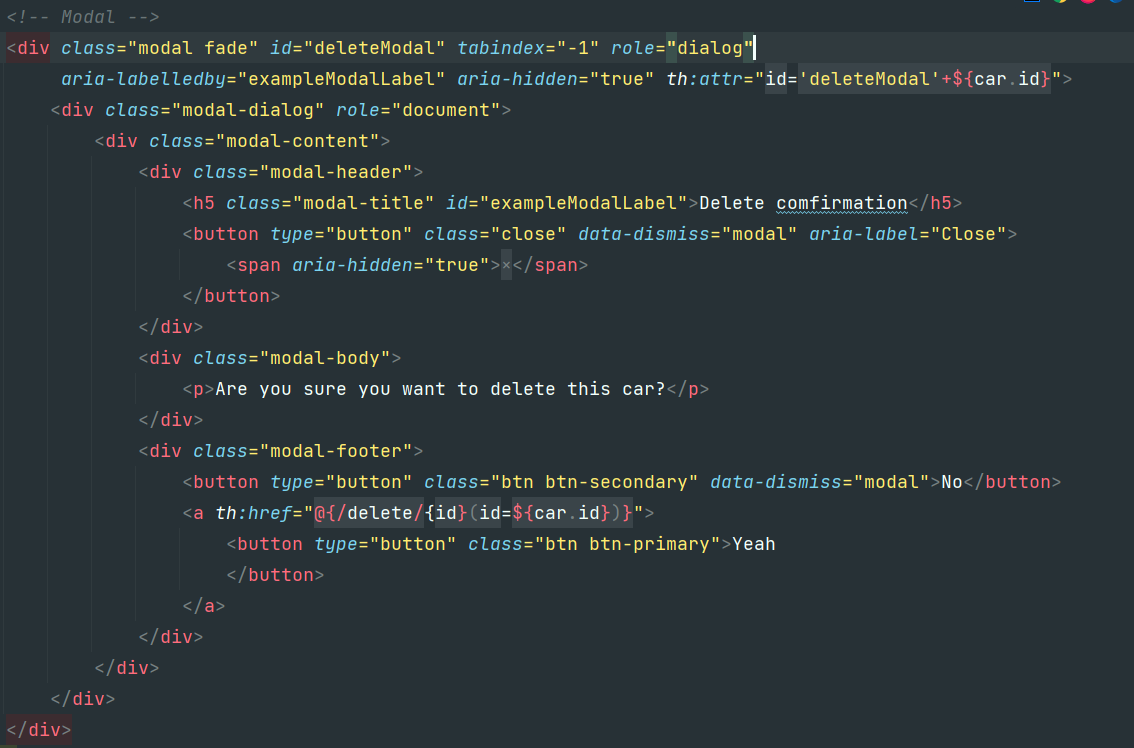 <!-- Modal -->
<div class="modal fade" id="deleteModal" tabindex="-1" role="dialog"
     aria-labelledby="exampleModalLabel" aria-hidden="true" th:attr="id='deleteModal'+${car.id}">
    <div class="modal-dialog" role="document">
        <div class="modal-content">
            <div class="modal-header">
                <h5 class="modal-title" id="exampleModalLabel">Delete comfirmation</h5>
                <button type="button" class="close" data-dismiss="modal" aria-label="Close">
                    <span aria-hidden="true">×</span>
                </button>
            </div>
            <div class="modal-body">
                <p>Are you sure you want to delete this car?</p>
            </div>
            <div class="modal-footer">
                <button type="button" class="btn btn-secondary" data-dismiss="modal">No</button>
                <a th:href="@{/delete/{id}(id=${car.id})}">
                    <button type="button" class="btn btn-primary">Yeah
                    </button>
                </a>
            </div>
        </div>
    </div>
</div>